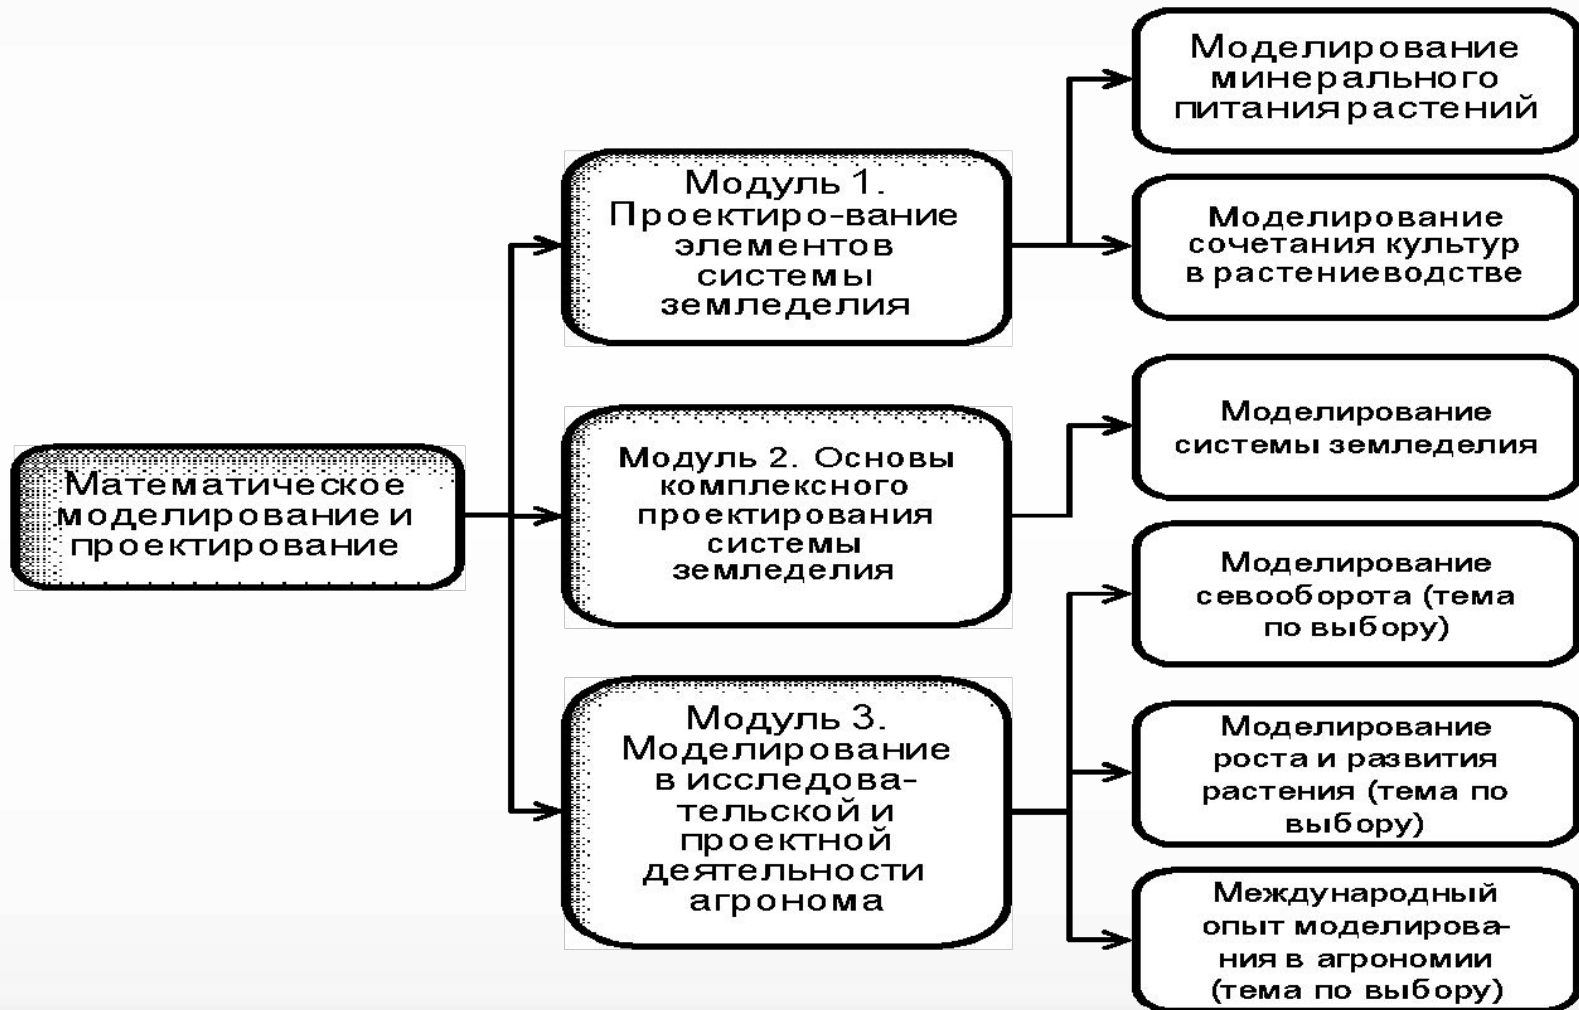 Математическое
моделирование и
проектирование
Модуль 1.
Проектиро-вание
элементов
системы
земледелия
Модуль 2. Основы
комплексного
проектирования
системы
земледелия
Модуль 3.
Моделирование
в исследова-
тельской и
проектной
деятельности
агронома
Моделирование
минерального
питания растений
Моделирование
сочетания культур
в растениеводстве
Моделирование
системы земледелия
Моделирование
севооборота (тема
по выбору)
Моделирование
роста и развития
растения (тема по
выбору)
Международный
опыт моделирова-
ния в агрономии
(тема по выбору)